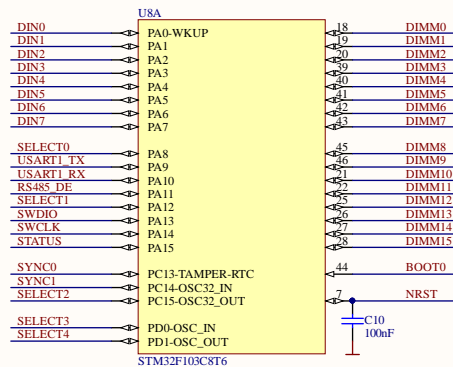 U8A
DIN0 PA0-WKUP 18 DIMM0
DIN1 PA1 19 DIMM1
DIN2 PA2 20 DIMM2
DIN3 PA3 39 DIMM3
DIN4 PA4 40 DIMM4
DIN5 PA5 41 DIMM5
DIN6 PA6 42 DIMM6
DIN7 PA7 43 DIMM7
SELECT0 PA8 45 DIMM8
USART1_TX PA9 46 DIMM9
USART1_RX PA10 21 DIMM10
RS485_DE PA11 22 DIMM11
SELECT1 PA12 25 DIMM12
SWDIO PA13 26 DIMM13
SWCLK PA14 27 DIMM14
STATUS PA15 28 DIMM15
SYNC0 PC13-TAMPER-RTC 44 BOOT0
SYNC1 PC14-OSC32_IN
SELECT2 PC15-OSC32_OUT 7 NRST
SELECT3 PD0-OSC_IN C10
SELECT4 PD1-OSC_OUT 100nF
STM32F103C8T6